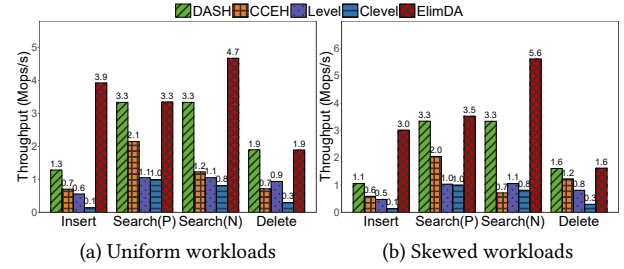 DASH CCEH Level Clevel ElimDA
Throughput (Mops/s)
5
4
3
2
1
0
1.3 0.7 0.6 0.1 3.9
3.3 2.1 1.1 1.0 3.3
3.3 1.2 1.1 0.8 4.7
1.9 0.7 0.9 0.3 1.9
Insert Search(P) Search(N) Delete
(a) Uniform workloads
Throughput (Mops/s)
6
5
4
3
2
1
0
1.1 0.6 0.5 0.1 3.0
3.3 2.0 1.0 1.0 3.5
3.3 0.7 1.1 0.8 5.6
1.6 1.2 0.8 0.3 1.6
Insert Search(P) Search(N) Delete
(b) Skewed workloads